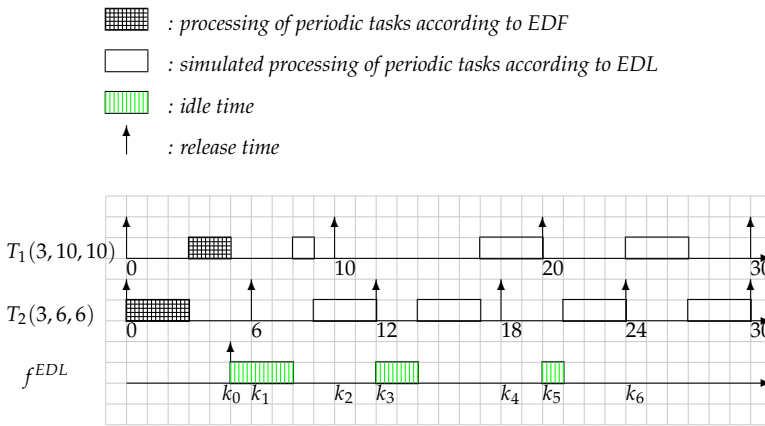 : processing of periodic tasks according to EDF
: simulated processing of periodic tasks according to EDL
: idle time
: release time
T₁(3, 10, 10)
0 10 20 30
T₂(3, 6, 6)
0 6 12 18 24 30
f^{EDL}
k₀ k₁ k₂ k₃ k₄ k₅ k₆